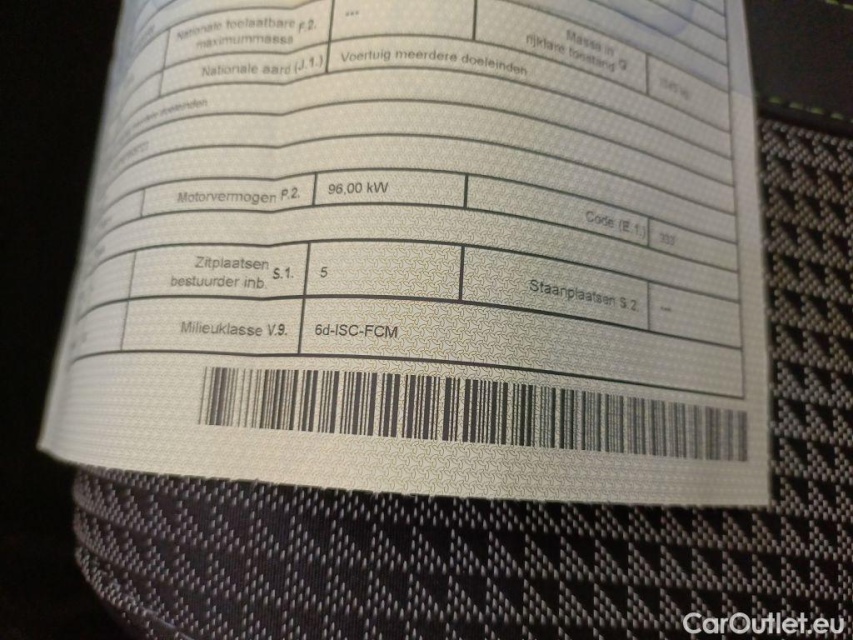 Nationale toelaatbare F.2.
maximummassa
---
Massa in G
rijklare toestand
Nationale aard (J.1.)
Voertuig meerdere doeleinden
doeleinden
Motorvermogen P.2.
96,00 kW
Code (E.1.)
Zitplaatsen S.1.
bestuurder inb.
5
Staanplaatsen S.2.
---
Milieuklasse V.9.
6d-ISC-FCM
CarOutlet.eu